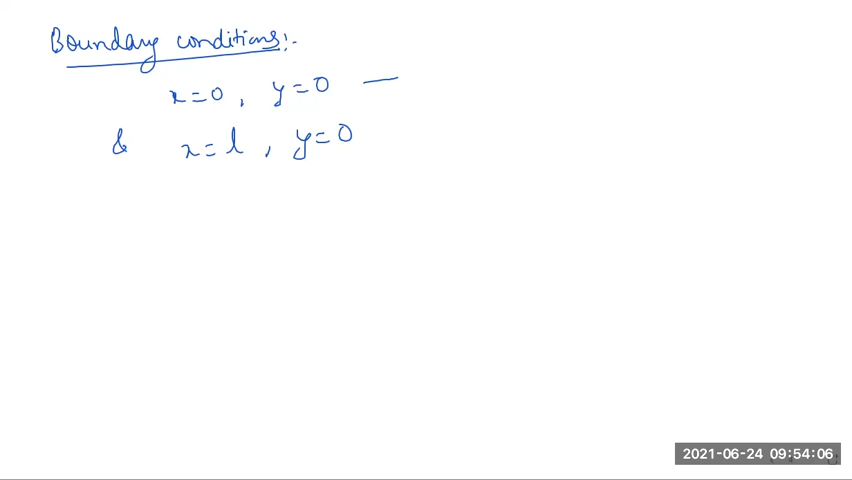 Boundary conditions:-
x=0, y=0 —
& x=l, y=0
2021-06-24 09:54:06